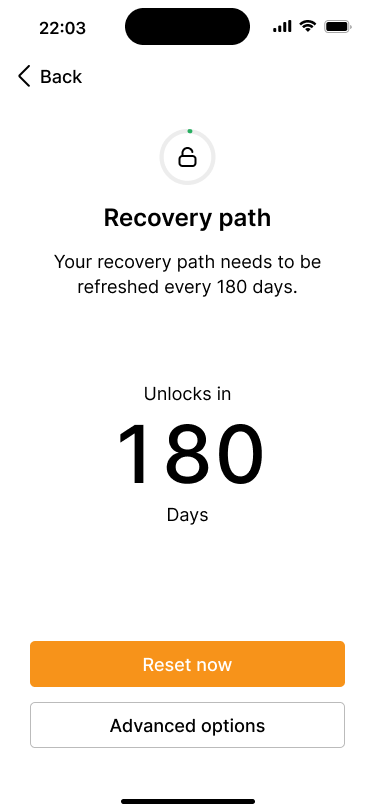 22:03
Back
Recovery path
Your recovery path needs to be
refreshed every 180 days.
Unlocks in
180
Days
Reset now
Advanced options